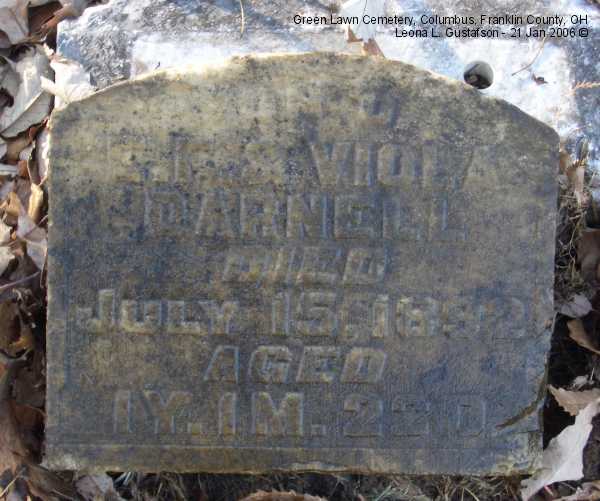 Green Lawn Cemetery, Columbus, Franklin County, OH
Leona L. Gustafson - 21 Jan 2006 ©
& VIOLA
DARNELL
DIED
JULY 15, 1892
AGED
1Y. 1M. 22D.